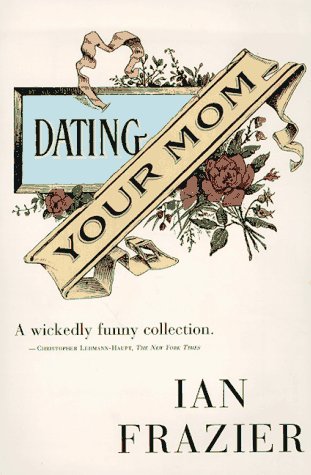 DATING
YOUR MOM
A wickedly funny collection.
—CHRISTOPHER LEHMANN-HAUPT, THE NEW YORK TIMES
IAN
FRAZIER